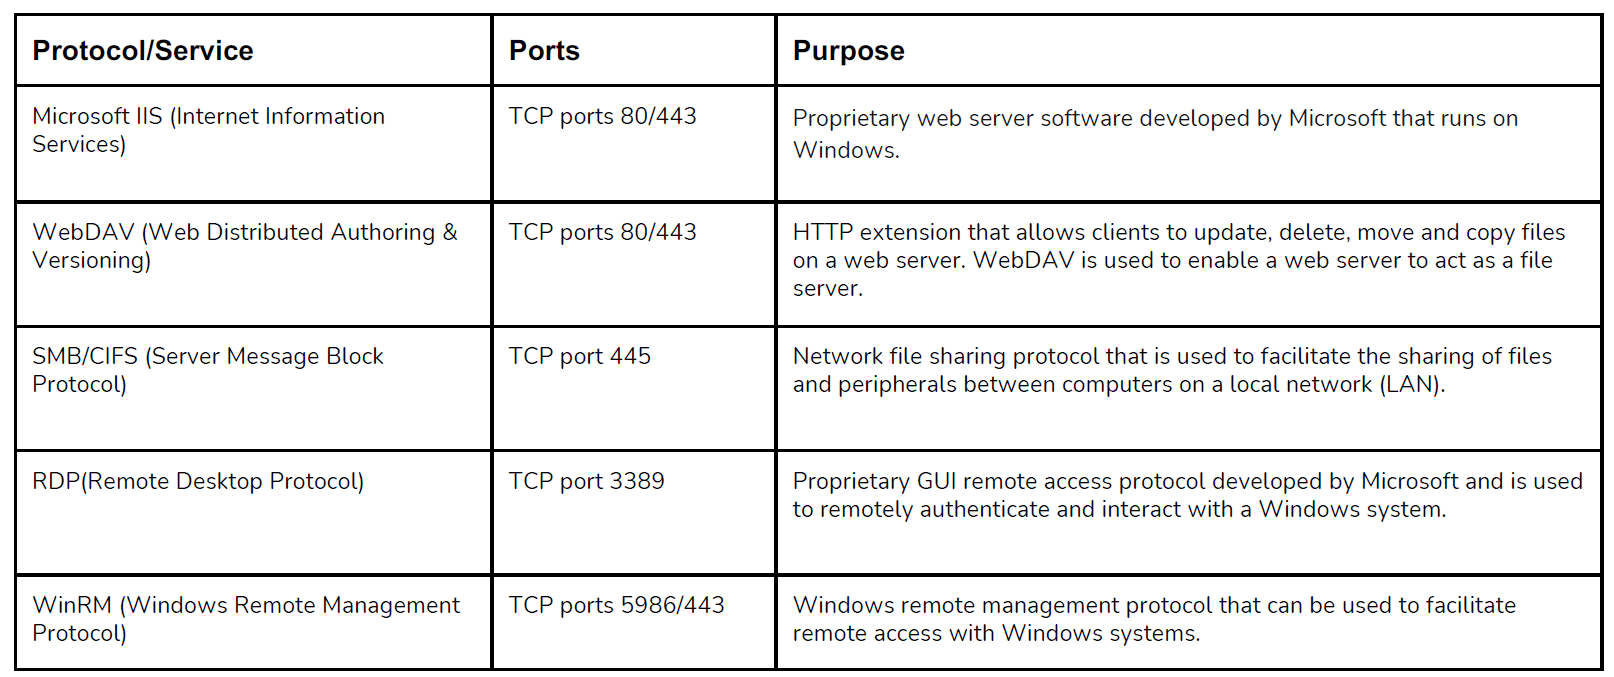 Protocol/Service Ports Purpose
Microsoft IIS (Internet Information
Services)
TCP ports 80/443
Proprietary web server software developed by Microsoft that runs on
Windows.
WebDAV (Web Distributed Authoring &
Versioning)
TCP ports 80/443
HTTP extension that allows clients to update, delete, move and copy files
on a web server. WebDAV is used to enable a web server to act as a file
server.
SMB/CIFS (Server Message Block
Protocol)
TCP port 445
Network file sharing protocol that is used to facilitate the sharing of files
and peripherals between computers on a local network (LAN).
RDP(Remote Desktop Protocol)
TCP port 3389
Proprietary GUI remote access protocol developed by Microsoft and is used
to remotely authenticate and interact with a Windows system.
WinRM (Windows Remote Management
Protocol)
TCP ports 5986/443
Windows remote management protocol that can be used to facilitate
remote access with Windows systems.